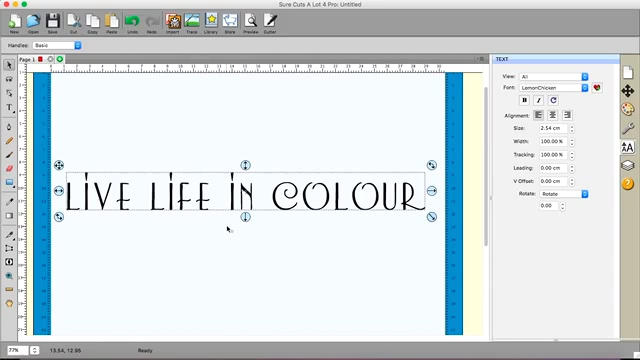 Sure Cuts A Lot 4 Pro: Untitled
New Open Save Cut Copy Paste Undo Redo Import Trace Library Share Preview Cutter
Handles: Basic
Page 1
TEXT
View: All
Font: LemonChicken
B I
Alignment:
Size: 2.54 cm
Width: 100.00 %
Tracking: 100.00 %
Leading: 0.00 cm
V Offset: 0.00 cm
Rotate: Rotate
0.00
LiVE LiFE iN COLOUR
77% 13.54, 12.95 Ready